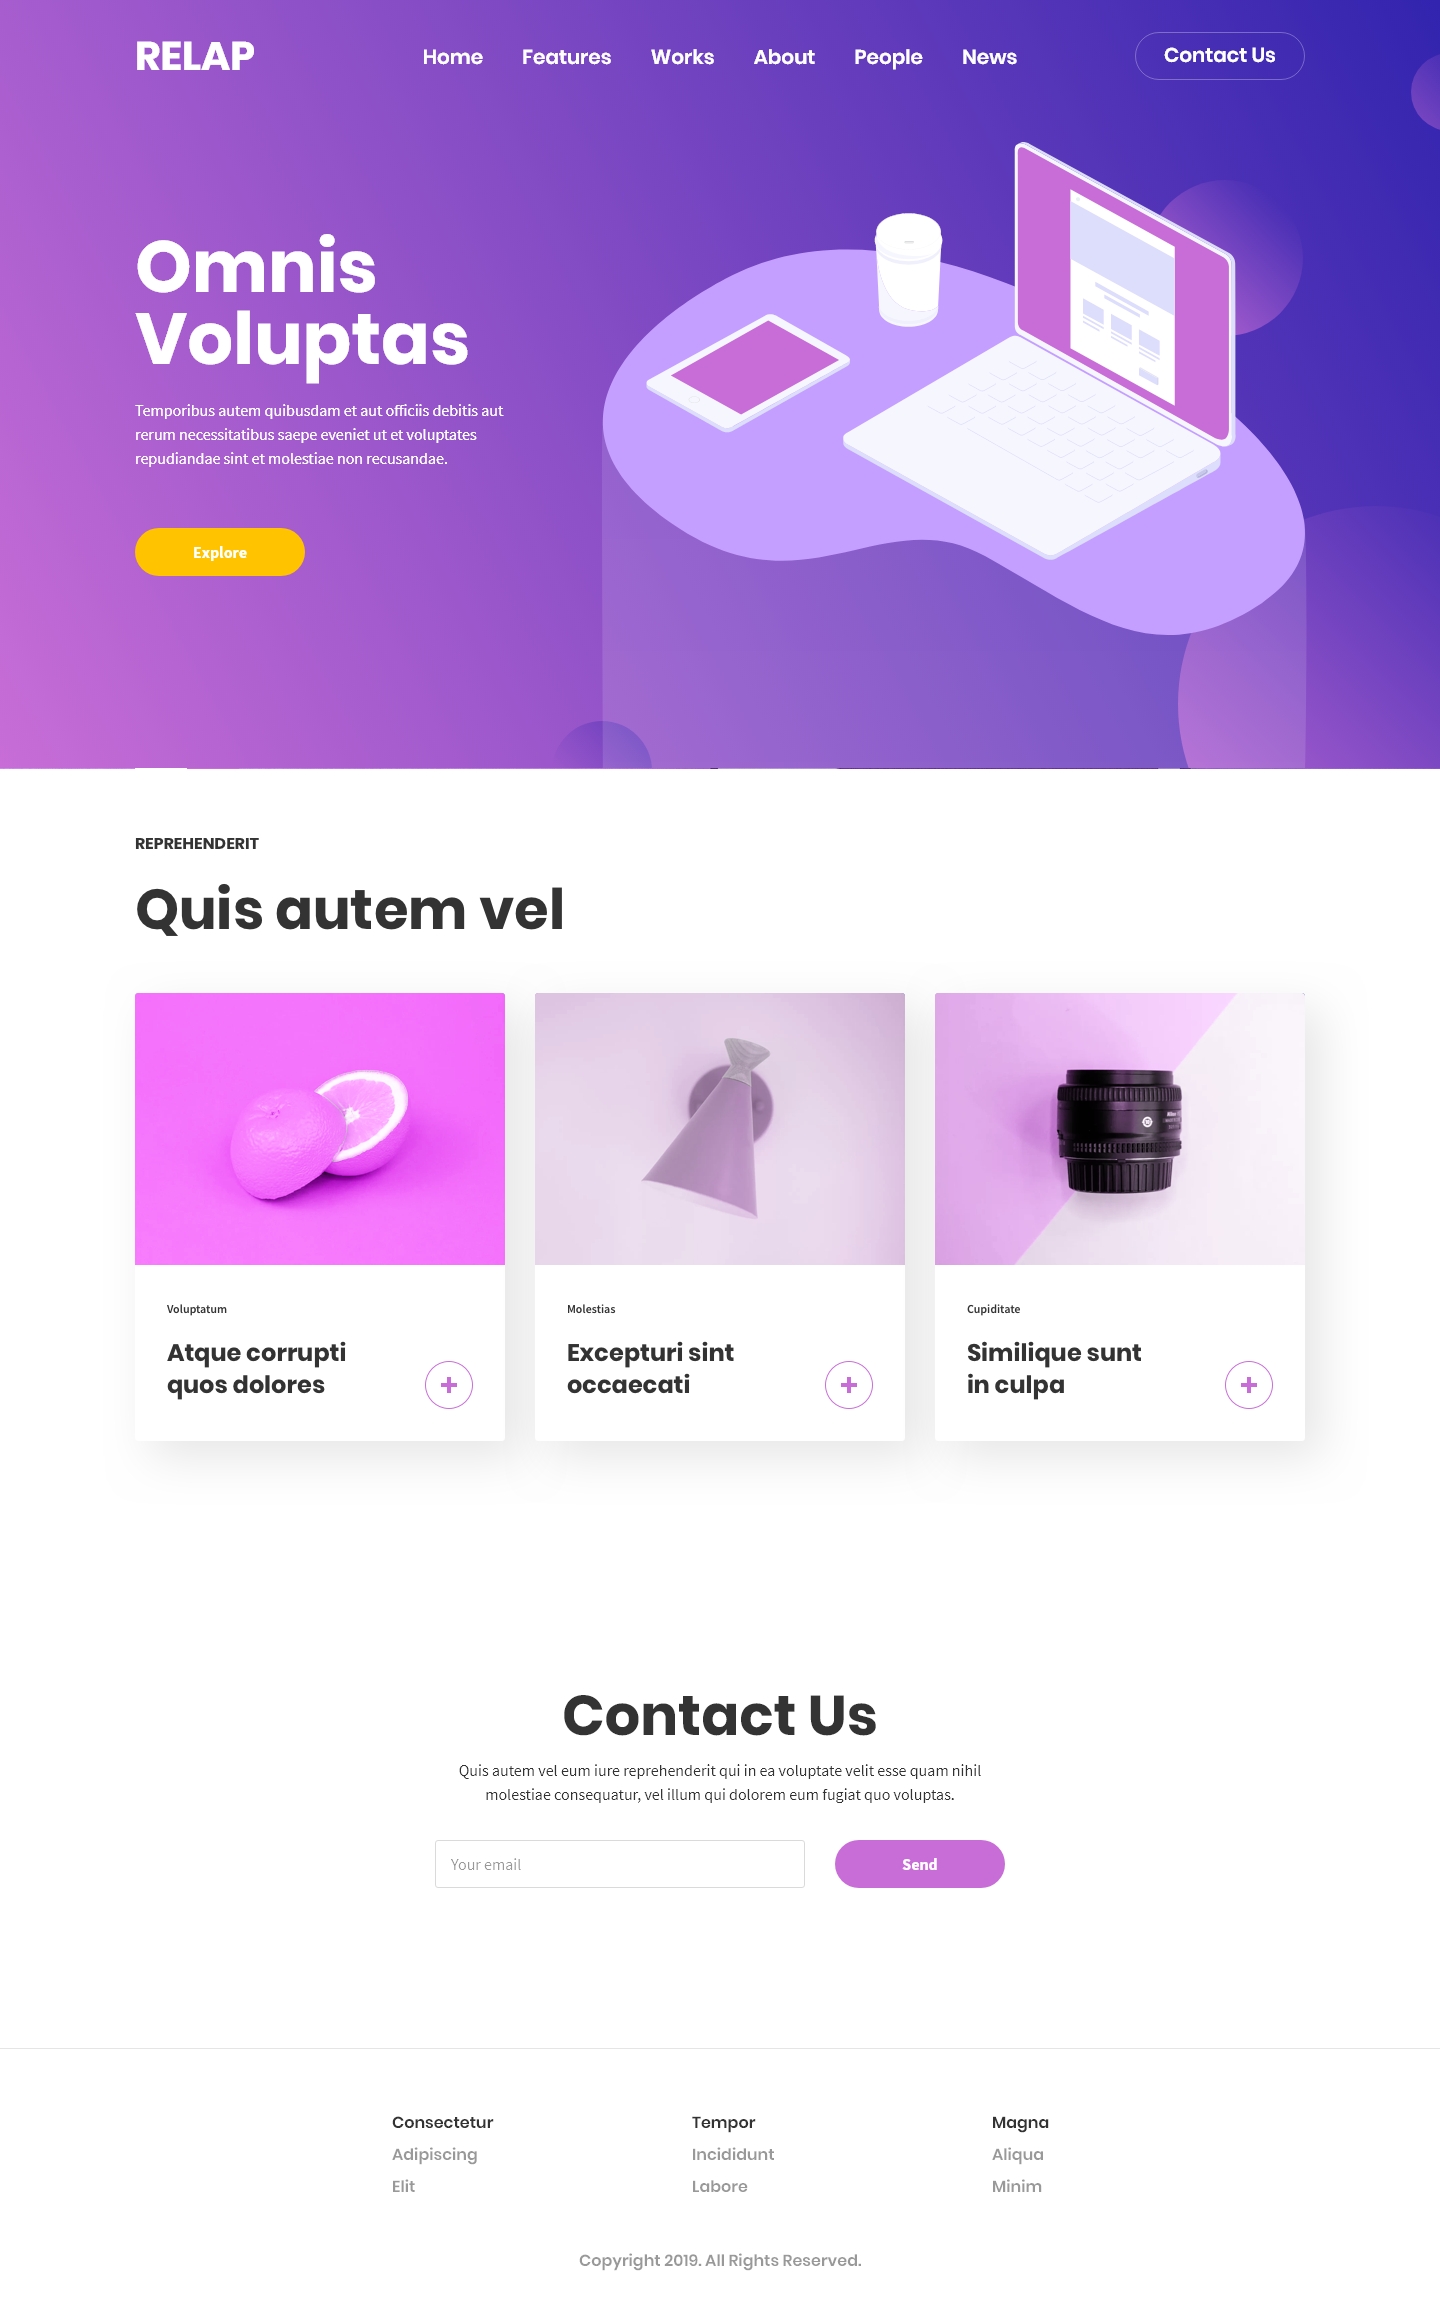 RELAP
Home Features Works About People News
Contact Us
Omnis
Voluptas
Temporibus autem quibusdam et aut officiis debitis aut
rerum necessitatibus saepe eveniet ut et voluptates
repudiandae sint et molestiae non recusandae.
Explore
REPREHENDERIT
Quis autem vel
Voluptatum
Atque corrupti
quos dolores
Molestias
Excepturi sint
occaecati
Cupiditate
Similique sunt
in culpa
Contact Us
Quis autem vel eum iure reprehenderit qui in ea voluptate velit esse quam nihil
molestiae consequatur, vel illum qui dolorem eum fugiat quo voluptas.
Your email
Send
Consectetur
Adipiscing
Elit
Tempor
Incididunt
Labore
Magna
Aliqua
Minim
Copyright 2019. All Rights Reserved.